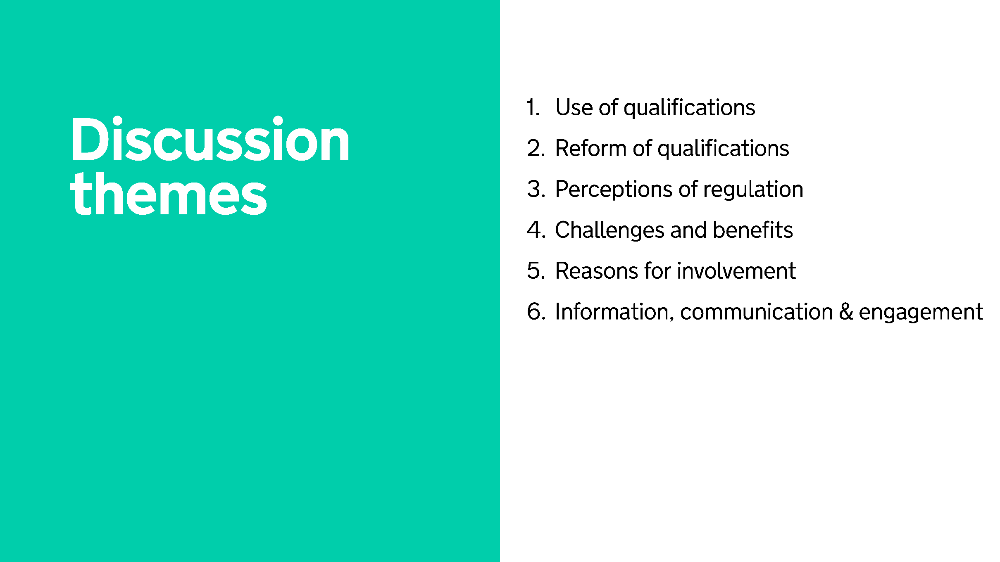 Discussion
themes
1. Use of qualifications
2. Reform of qualifications
3. Perceptions of regulation
4. Challenges and benefits
5. Reasons for involvement
6. Information, communication & engagement